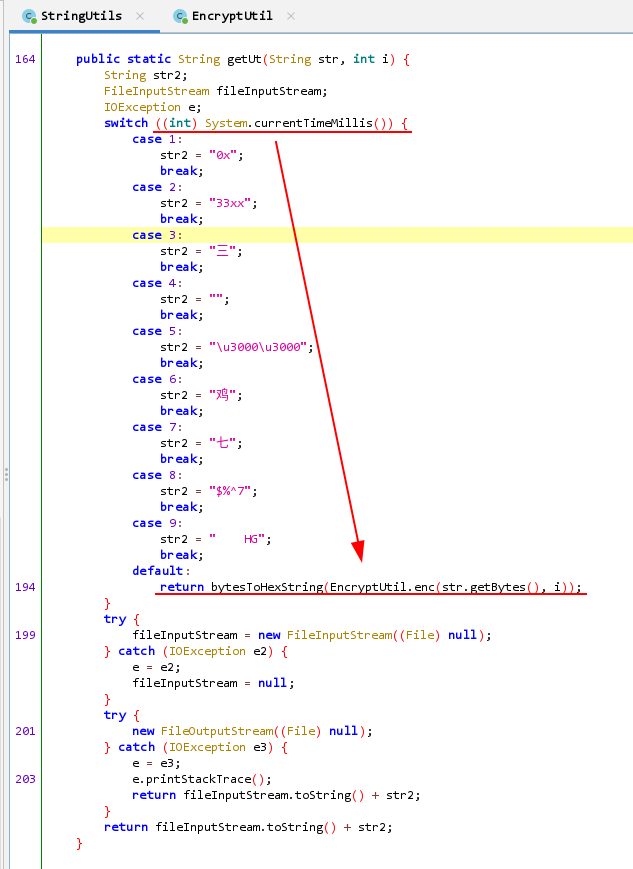 StringUtils × EncryptUtil ×
164 public static String getUt(String str, int i) {
String str2;
FileInputStream fileInputStream;
IOException e;
switch ((int) System.currentTimeMillis()) {
case 1:
str2 = "0x";
break;
case 2:
str2 = "33xx";
break;
case 3:
str2 = "三";
break;
case 4:
str2 = "";
break;
case 5:
str2 = "\u3000\u3000";
break;
case 6:
str2 = "鸡";
break;
case 7:
str2 = "七";
break;
case 8:
str2 = "$%^7";
break;
case 9:
str2 = "    HG";
break;
default:
194 return bytesToHexString(EncryptUtil.enc(str.getBytes(), i));
}
try {
199 fileInputStream = new FileInputStream((File) null);
} catch (IOException e2) {
e = e2;
fileInputStream = null;
}
try {
201 new FileOutputStream((File) null);
} catch (IOException e3) {
e = e3;
203 e.printStackTrace();
return fileInputStream.toString() + str2;
}
return fileInputStream.toString() + str2;
}